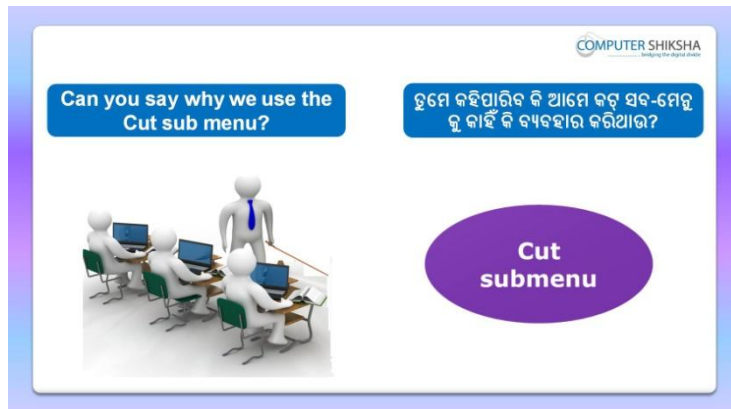 COMPUTER SHIKSHA
bridging the digital divide
Can you say why we use the
Cut sub menu?
ତୁମେ କହିପାରିବ କି ଆମେ କଟ୍ ସବ-ମେନୁ
କୁ କାହିଁ କି ବ୍ୟବହାର କରିଥାଉ?
Cut
submenu